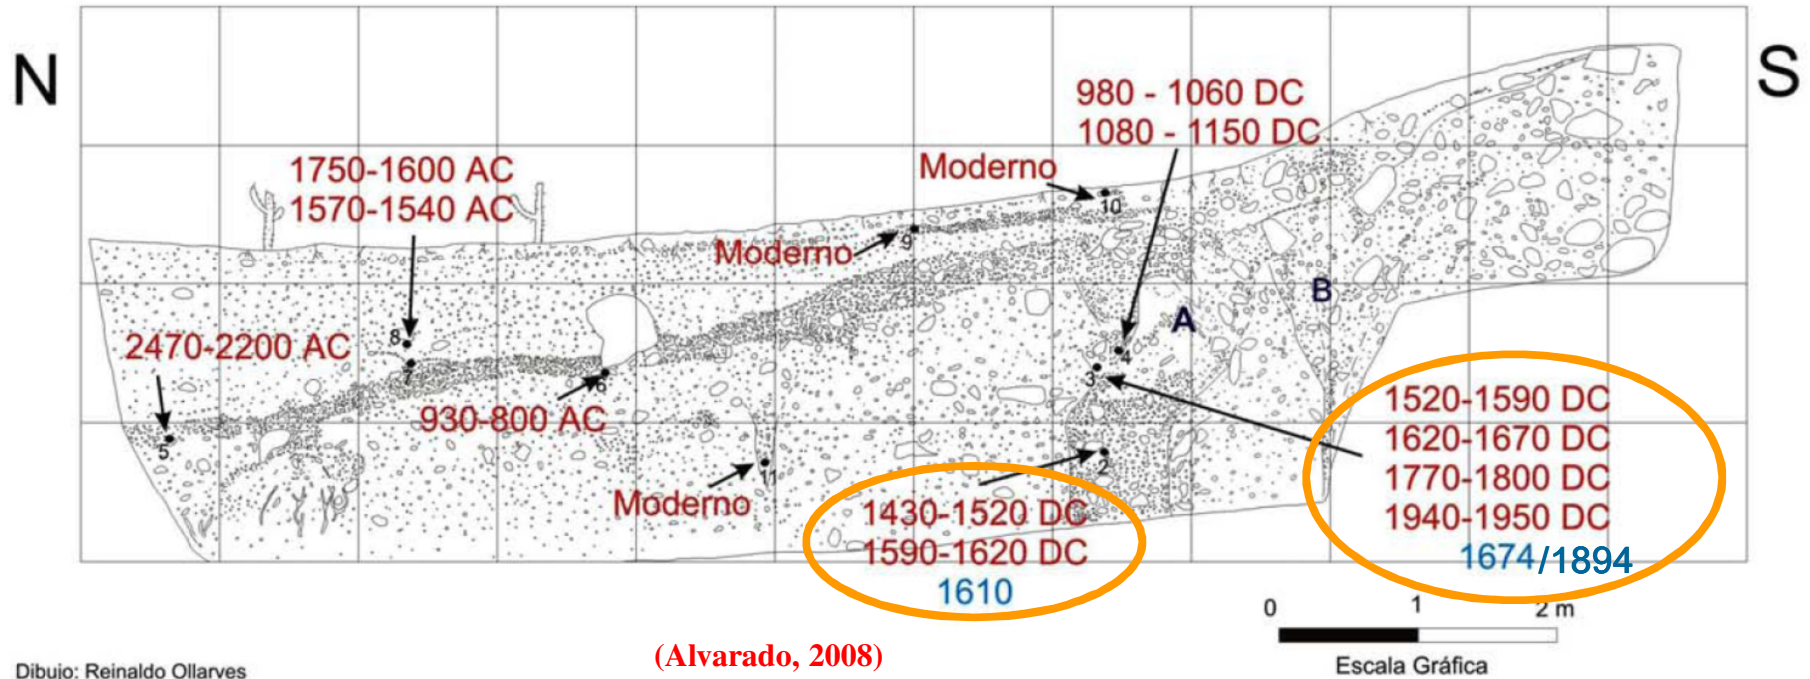 N
S
980 - 1060 DC
1080 - 1150 DC
1750-1600 AC
1570-1540 AC
Moderno
10
Moderno
9
B
A
8
7
2470-2200 AC
4
3
6
930-800 AC
5
11
Moderno
2
1430-1520 DC
1590-1620 DC
1610
1520-1590 DC
1620-1670 DC
1770-1800 DC
1940-1950 DC
1674/1894
0 1 2 m
Escala Gráfica
(Alvarado, 2008)
Dibujo: Reinaldo Ollarves